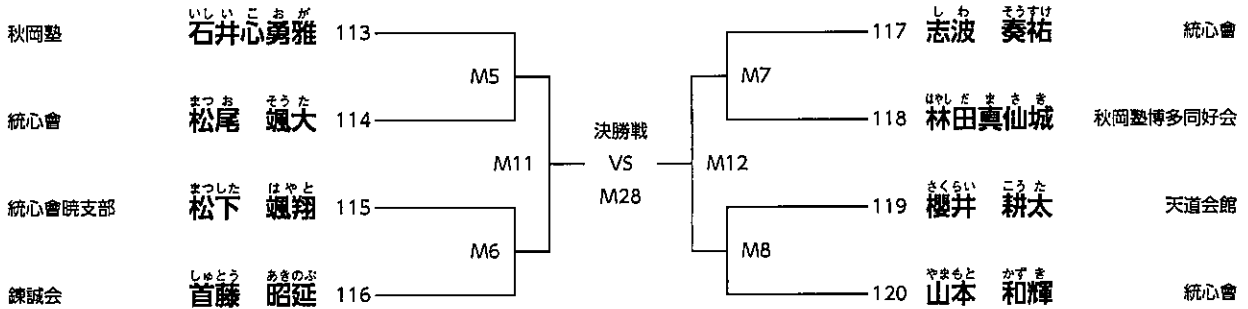 いしい こおが
秋岡塾 石井心勇雅 113
M5
まつお そうた
統心會 松尾 颯大 114
M11
まつした はやと
統心會暁支部 松下 颯翔 115
M6
しゅとう あきのぶ
錬誠会 首藤 昭延 116
決勝戦
VS
M28
しわ そうすけ
117 志波 奏祐 統心會
M7
はやしだ まさき
118 林田真仙城 秋岡塾博多同好会
M12
さくらい こうた
119 櫻井 耕太 天道会館
M8
やまもと かずき
120 山本 和輝 統心會